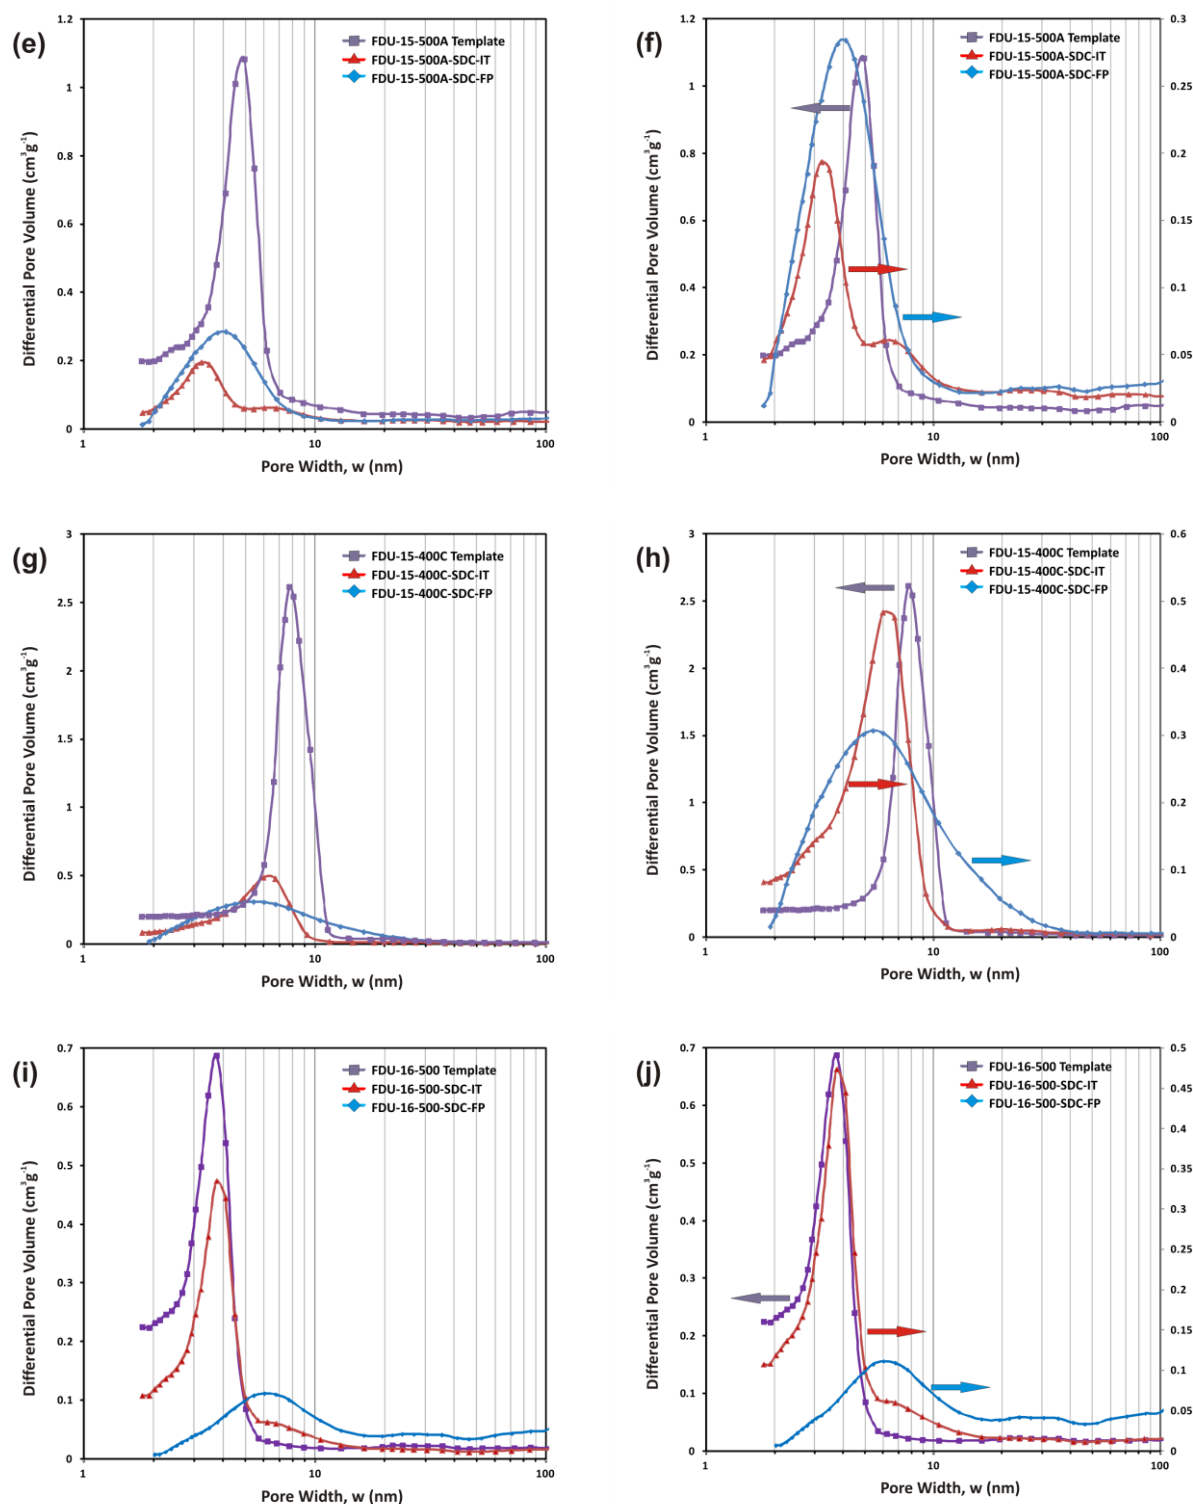 (e)
FDU-15-500A Template
FDU-15-500A-SDC-IT
FDU-15-500A-SDC-FP
Differential Pore Volume (cm³g⁻¹)
1.2
1
0.8
0.6
0.4
0.2
0
1
10
100
Pore Width, w (nm)
(f)
FDU-15-500A Template
FDU-15-500A-SDC-IT
FDU-15-500A-SDC-FP
Differential Pore Volume (cm³g⁻¹)
1.2
1
0.8
0.6
0.4
0.2
0
0.3
0.25
0.2
0.15
0.1
0.05
0
1
10
100
Pore Width, w (nm)
(g)
FDU-15-400C Template
FDU-15-400C-SDC-IT
FDU-15-400C-SDC-FP
Differential Pore Volume (cm³g⁻¹)
3
2.5
2
1.5
1
0.5
0
1
10
100
Pore Width, w (nm)
(h)
FDU-15-400C Template
FDU-15-400C-SDC-IT
FDU-15-400C-SDC-FP
Differential Pore Volume (cm³g⁻¹)
3
2.5
2
1.5
1
0.5
0
0.6
0.5
0.4
0.3
0.2
0.1
0
1
10
100
Pore Width, w (nm)
(i)
FDU-16-500 Template
FDU-16-500-SDC-IT
FDU-16-500-SDC-FP
Differential Pore Volume (cm³g⁻¹)
0.7
0.6
0.5
0.4
0.3
0.2
0.1
0
1
10
100
Pore Width, w (nm)
(j)
FDU-16-500 Template
FDU-16-500-SDC-IT
FDU-16-500-SDC-FP
Differential Pore Volume (cm³g⁻¹)
0.7
0.6
0.5
0.4
0.3
0.2
0.1
0
0.5
0.45
0.4
0.35
0.3
0.25
0.2
0.15
0.1
0.05
0
1
10
100
Pore Width, w (nm)